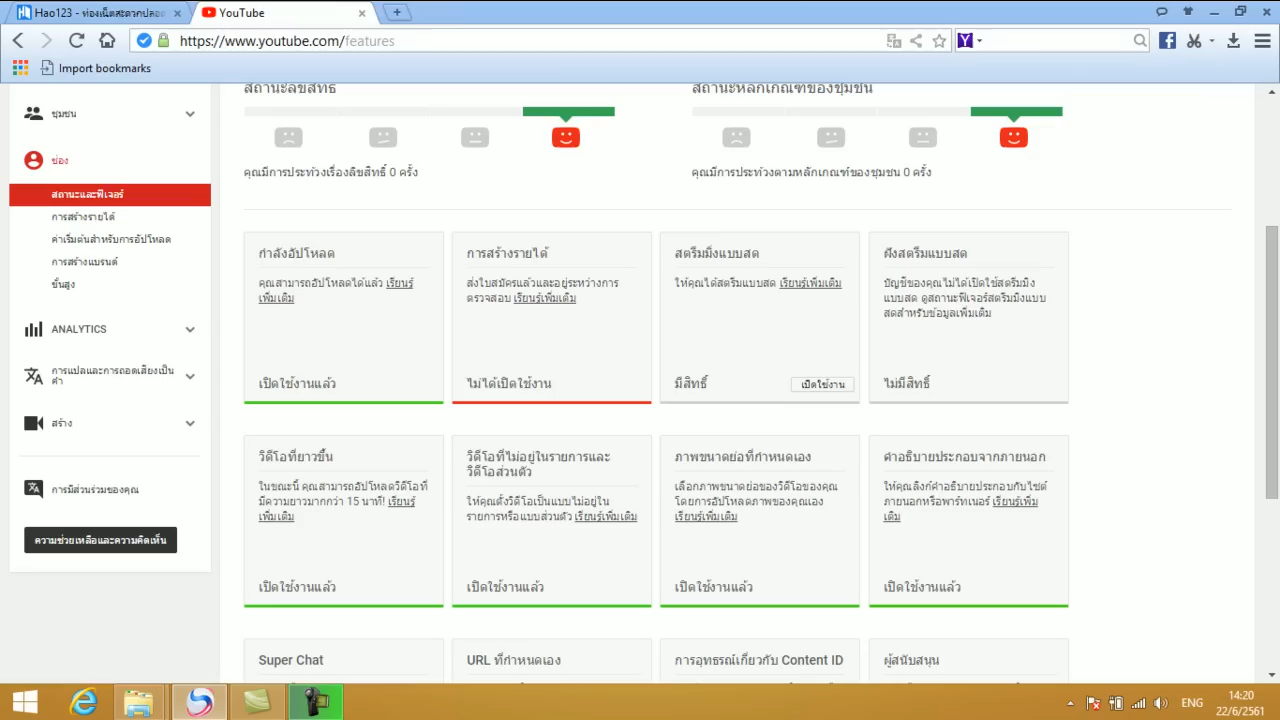 Hao123 - ท่องเน็ตสะดวกปลอด
YouTube
https://www.youtube.com/features
Import bookmarks
ชุมชน
ช่อง
สถานะและฟีเจอร์
การสร้างรายได้
ค่าเริ่มต้นสำหรับการอัปโหลด
การสร้างแบรนด์
ขั้นสูง
ANALYTICS
การแปลและการถอดเสียงเป็น
คำ
สร้าง
การมีส่วนร่วมของคุณ
ความช่วยเหลือและความคิดเห็น
สถานะลิขสิทธิ์
คุณมีการประท้วงเรื่องลิขสิทธิ์ 0 ครั้ง
สถานะหลักเกณฑ์ของชุมชน
คุณมีการประท้วงตามหลักเกณฑ์ของชุมชน 0 ครั้ง
กำลังอัปโหลด
คุณสามารถอัปโหลดได้แล้ว เรียนรู้
เพิ่มเติม
เปิดใช้งานแล้ว
การสร้างรายได้
ส่งใบสมัครแล้วและอยู่ระหว่างการ
ตรวจสอบ เรียนรู้เพิ่มเติม
ไม่ได้เปิดใช้งาน
สตรีมมิงแบบสด
ให้คุณได้สตรีมแบบสด เรียนรู้เพิ่มเติม
มีสิทธิ์
เปิดใช้งาน
ฝังสตรีมแบบสด
บัญชีของคุณไม่ได้เปิดใช้สตรีมมิง
แบบสด ดูสถานะฟีเจอร์สตรีมมิงแบบ
สดสำหรับข้อมูลเพิ่มเติม
ไม่มีสิทธิ์
วิดีโอที่ยาวขึ้น
ในขณะนี้ คุณสามารถอัปโหลดวิดีโอที่
มีความยาวมากกว่า 15 นาที! เรียนรู้
เพิ่มเติม
เปิดใช้งานแล้ว
วิดีโอที่ไม่อยู่ในรายการและ
วิดีโอส่วนตัว
ให้คุณตั้งวิดีโอเป็นแบบไม่อยู่ใน
รายการหรือแบบส่วนตัว เรียนรู้เพิ่มเติม
เปิดใช้งานแล้ว
ภาพขนาดย่อที่กำหนดเอง
เลือกภาพขนาดย่อของวิดีโอของคุณ
โดยการอัปโหลดภาพของคุณเอง
เรียนรู้เพิ่มเติม
เปิดใช้งานแล้ว
คำอธิบายประกอบจากภายนอก
ให้คุณลิงก์คำอธิบายประกอบกับไซต์
ภายนอกหรือพาร์ทเนอร์ เรียนรู้เพิ่ม
เติม
เปิดใช้งานแล้ว
Super Chat
URL ที่กำหนดเอง
การอุทธรณ์เกี่ยวกับ Content ID
ผู้สนับสนุน
ENG
14:20
22/6/2561